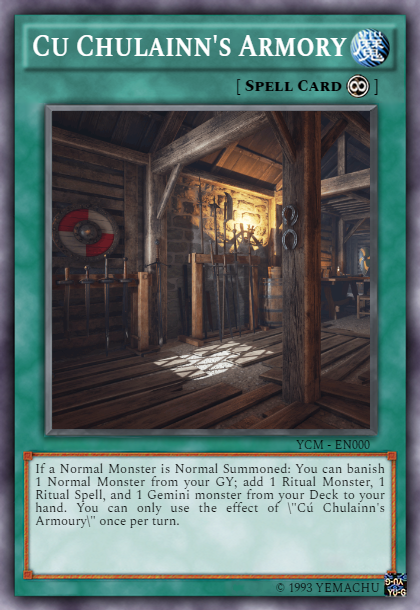 CU CHULAINN'S ARMORY 魔
[ SPELL CARD ]
YCM - EN000
If a Normal Monster is Normal Summoned: You can banish
1 Normal Monster from your GY; add 1 Ritual Monster, 1
Ritual Spell, and 1 Gemini monster from your Deck to your
hand. You can only use the effect of \"Cú Chulainn's
Armoury\" once per turn.
© 1993 YEMACHU